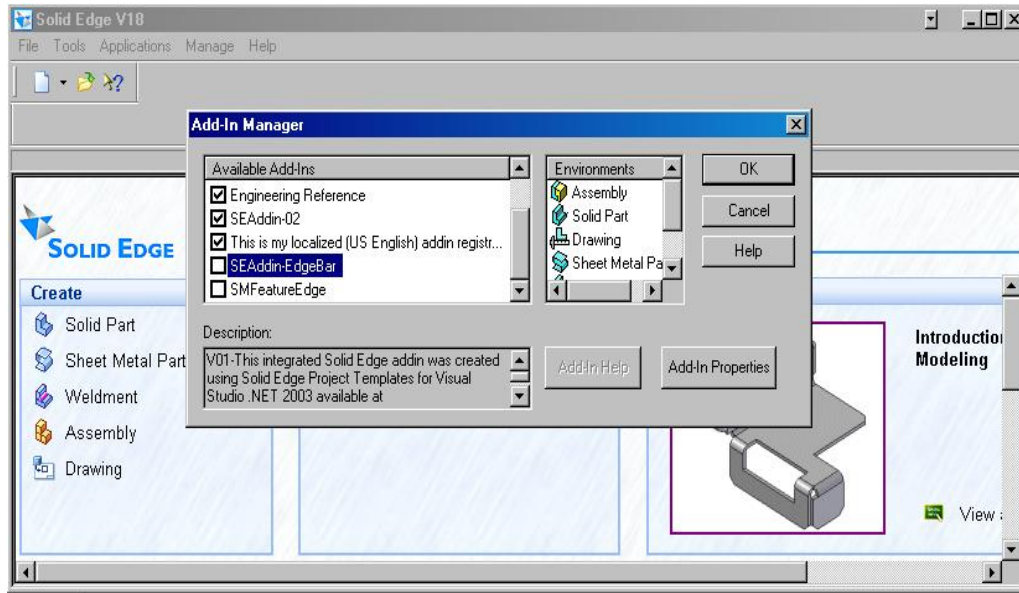 Solid Edge V18
File Tools Applications Manage Help
Add-In Manager
Available Add-Ins
Engineering Reference
SEAddin-02
This is my localized (US English) addin registr...
SEAddin-EdgeBar
SMFeatureEdge
Environments
Assembly
Solid Part
Drawing
Sheet Metal Pa
OK
Cancel
Help
Description:
V01-This integrated Solid Edge addin was created
using Solid Edge Project Templates for Visual
Studio .NET 2003 available at
Add-In Help
Add-In Properties
SOLID EDGE
Create
Solid Part
Sheet Metal Part
Weldment
Assembly
Drawing
Introduction
Modeling
View